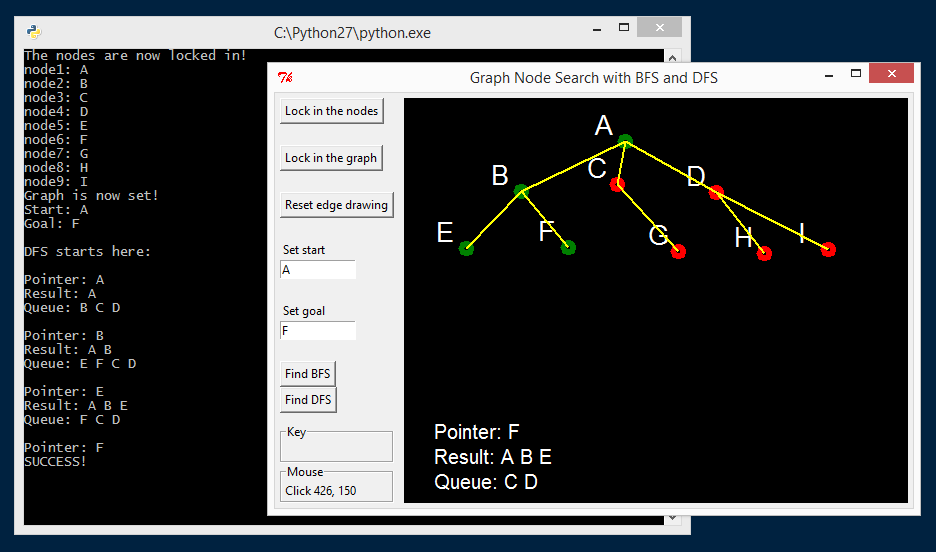 C:\Python27\python.exe
The nodes are now locked in!
node1: A
node2: B
node3: C
node4: D
node5: E
node6: F
node7: G
node8: H
node9: I
Graph is now set!
Start: A
Goal: F
DFS starts here:
Pointer: A
Result: A
Queue: B C D
Pointer: B
Result: A B
Queue: E F C D
Pointer: E
Result: A B E
Queue: F C D
Pointer: F
SUCCESS!
Graph Node Search with BFS and DFS
Lock in the nodes
Lock in the graph
Reset edge drawing
Set start
A
Set goal
F
Find BFS
Find DFS
Key
Mouse
Click 426, 150
A
B C D
E F G H I
Pointer: F
Result: A B E
Queue: C D